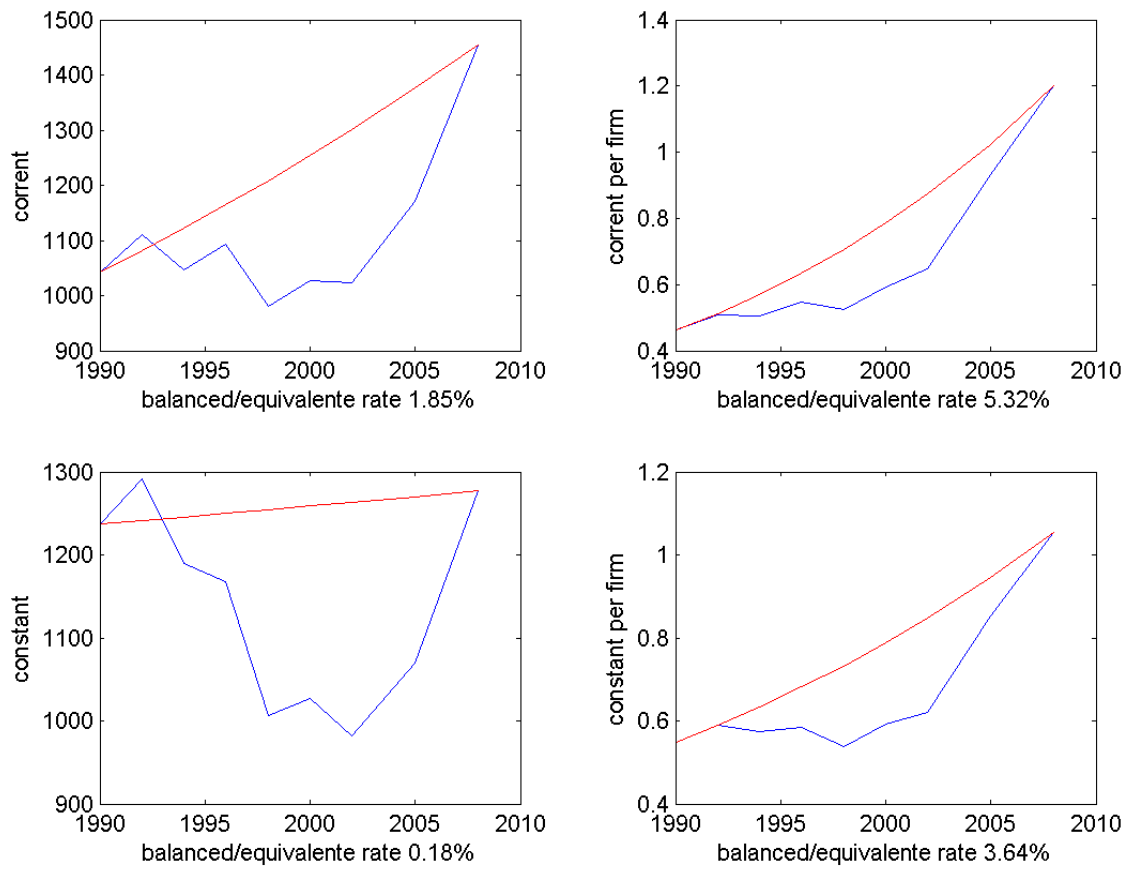 1500
1400
1300
1200
1100
1000
900
corrent
1990 1995 2000 2005 2010
balanced/equivalente rate 1.85%
1.4
1.2
1
0.8
0.6
0.4
corrent per firm
1990 1995 2000 2005 2010
balanced/equivalente rate 5.32%
1300
1200
1100
1000
900
constant
1990 1995 2000 2005 2010
balanced/equivalente rate 0.18%
1.2
1
0.8
0.6
0.4
constant per firm
1990 1995 2000 2005 2010
balanced/equivalente rate 3.64%